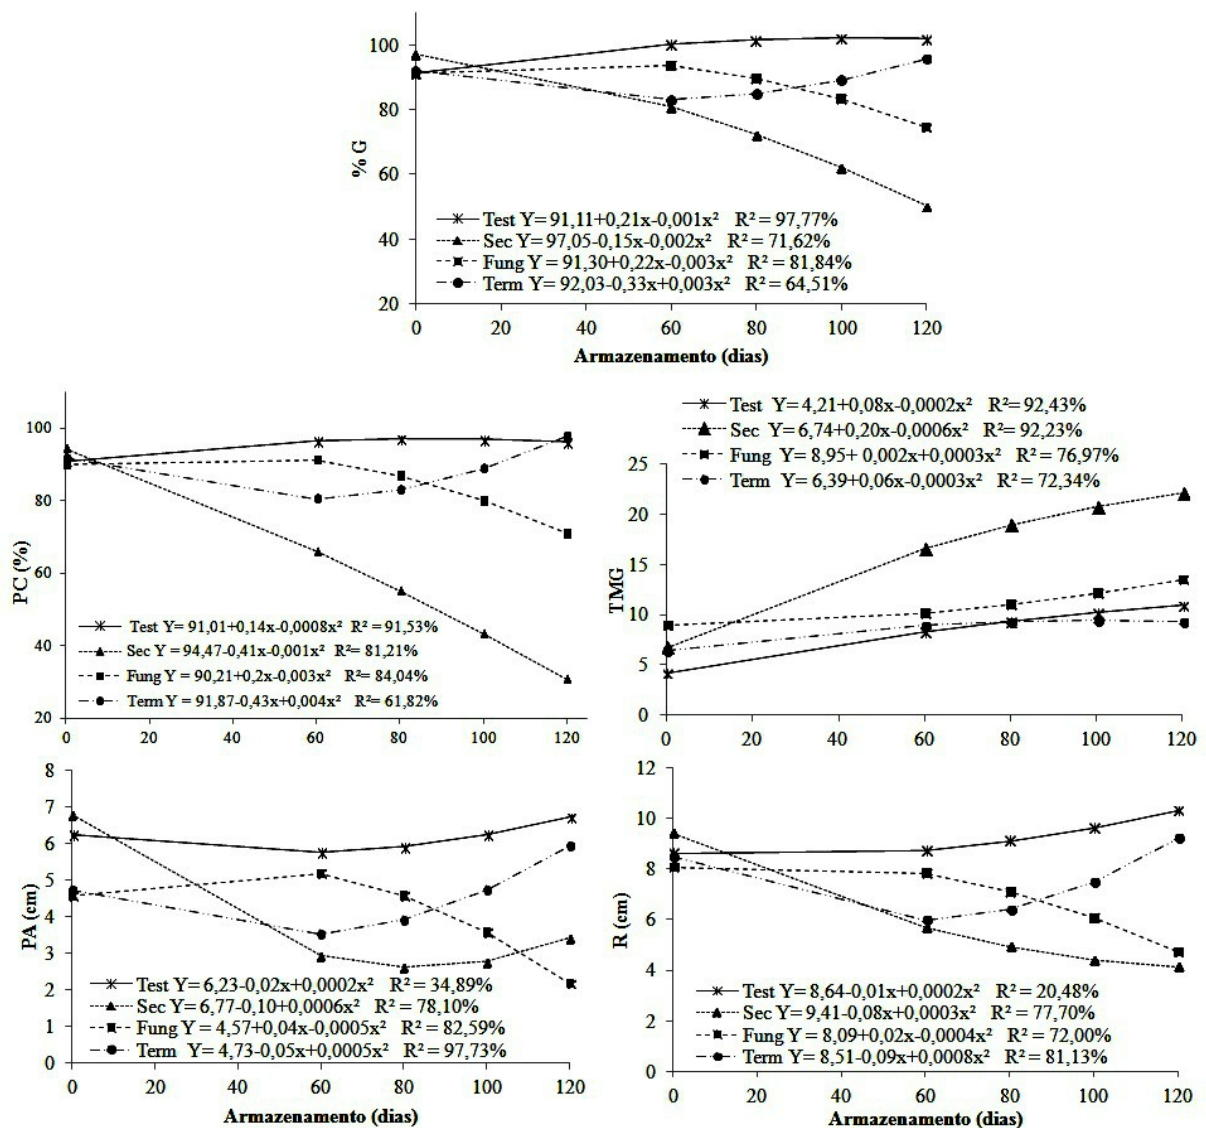 100
80
60
40
20
% G
Test Y= 91,11+0,21x-0,001x² R² = 97,77%
Sec Y= 97,05-0,15x-0,002x² R² = 71,62%
Fung Y = 91,30+0,22x-0,003x² R² = 81,84%
Term Y = 92,03-0,33x+0,003x² R² = 64,51%
0 20 40 60 80 100 120
Armazenamento (dias)
100
80
60
40
20
PC (%)
Test Y= 91,01+0,14x-0,0008x² R² = 91,53%
Sec Y = 94,47-0,41x-0,001x² R²= 81,21%
Fung Y = 90,21+0,2x-0,003x² R²= 84,04%
Term Y = 91,87-0,43x+0,004x² R²= 61,82%
0 20 40 60 80 100 120
Test Y= 4,21+0,08x-0,0002x² R²= 92,43%
Sec Y= 6,74+0,20x-0,0006x² R²= 92,23%
Fung Y= 8,95+ 0,002x+0,0003x² R²= 76,97%
Term Y= 6,39+0,06x-0,0003x² R²= 72,34%
25
20
15
10
5
0
TMG
0 20 40 60 80 100 120
8
7
6
5
4
3
2
1
0
PA (cm)
Test Y= 6,23-0,02x+0,0002x² R² = 34,89%
Sec Y= 6,77-0,10+0,0006x² R² = 78,10%
Fung Y = 4,57+0,04x-0,0005x² R² = 82,59%
Term Y= 4,73-0,05x+0,0005x² R² = 97,73%
0 20 40 60 80 100 120
Armazenamento (dias)
12
10
8
6
4
2
0
R (cm)
Test Y= 8,64-0,01x+0,0002x² R² = 20,48%
Sec Y= 9,41-0,08x+0,0003x² R² = 77,70%
Fung Y = 8,09+0,02x-0,0004x² R² = 72,00%
Term Y= 8,51-0,09x+0,0008x² R² = 81,13%
0 20 40 60 80 100 120
Armazenamento (dias)